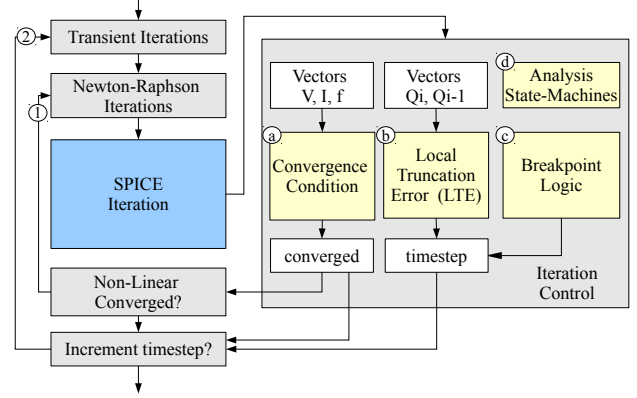 2
Transient Iterations
1
Newton-Raphson
Iterations
SPICE
Iteration
Non-Linear
Converged?
Increment timestep?
Vectors
V, I, f
Vectors
Qi, Qi-1
d
Analysis
State-Machines
a
Convergence
Condition
b
Local
Truncation
Error (LTE)
c
Breakpoint
Logic
converged
timestep
Iteration
Control